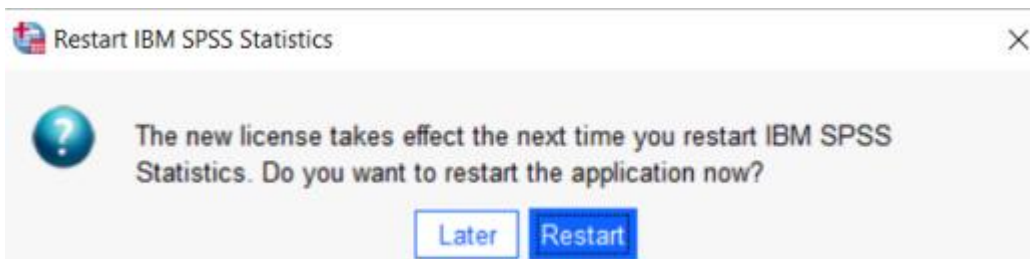 Restart IBM SPSS Statistics
The new license takes effect the next time you restart IBM SPSS
Statistics. Do you want to restart the application now?
Later Restart